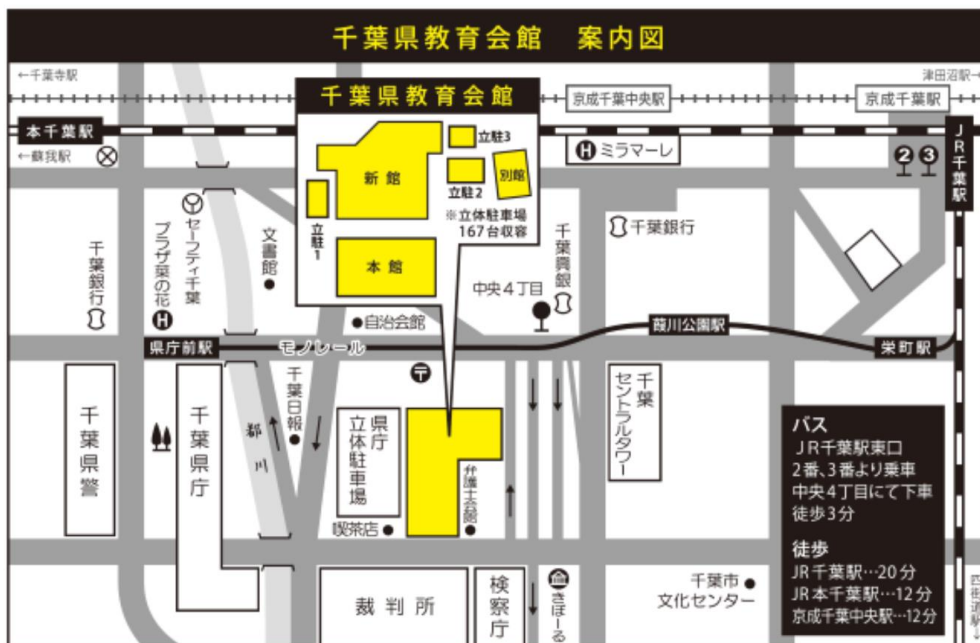 千葉県教育会館 案内図
←千葉寺駅
津田沼駅→
千葉県教育会館
京成千葉中央駅
京成千葉駅
本千葉駅
←蘇我駅
JR千葉駅
H ミラマーレ
2 3
新館
立駐3
立駐2
別館
立駐1
※立体駐車場
167台収容
本館
セーフティ千葉
プラザ菜の花
H
文書館
千葉銀行
千葉銀行
千葉興銀
中央4丁目
自治会館
葭川公園駅
県庁前駅
モノレール
栄町駅
〒
千葉県警
千葉県庁
都川
千葉日報
県庁
立体駐車場
弁護士会館
喫茶店
千葉
セントラルタワー
バス
JR千葉駅東口
2番、3番より乗車
中央4丁目にて下車
徒歩3分
徒歩
JR千葉駅…20分
JR本千葉駅…12分
京成千葉中央駅…12分
裁判所
検察庁
きぼーる
千葉市
文化センター